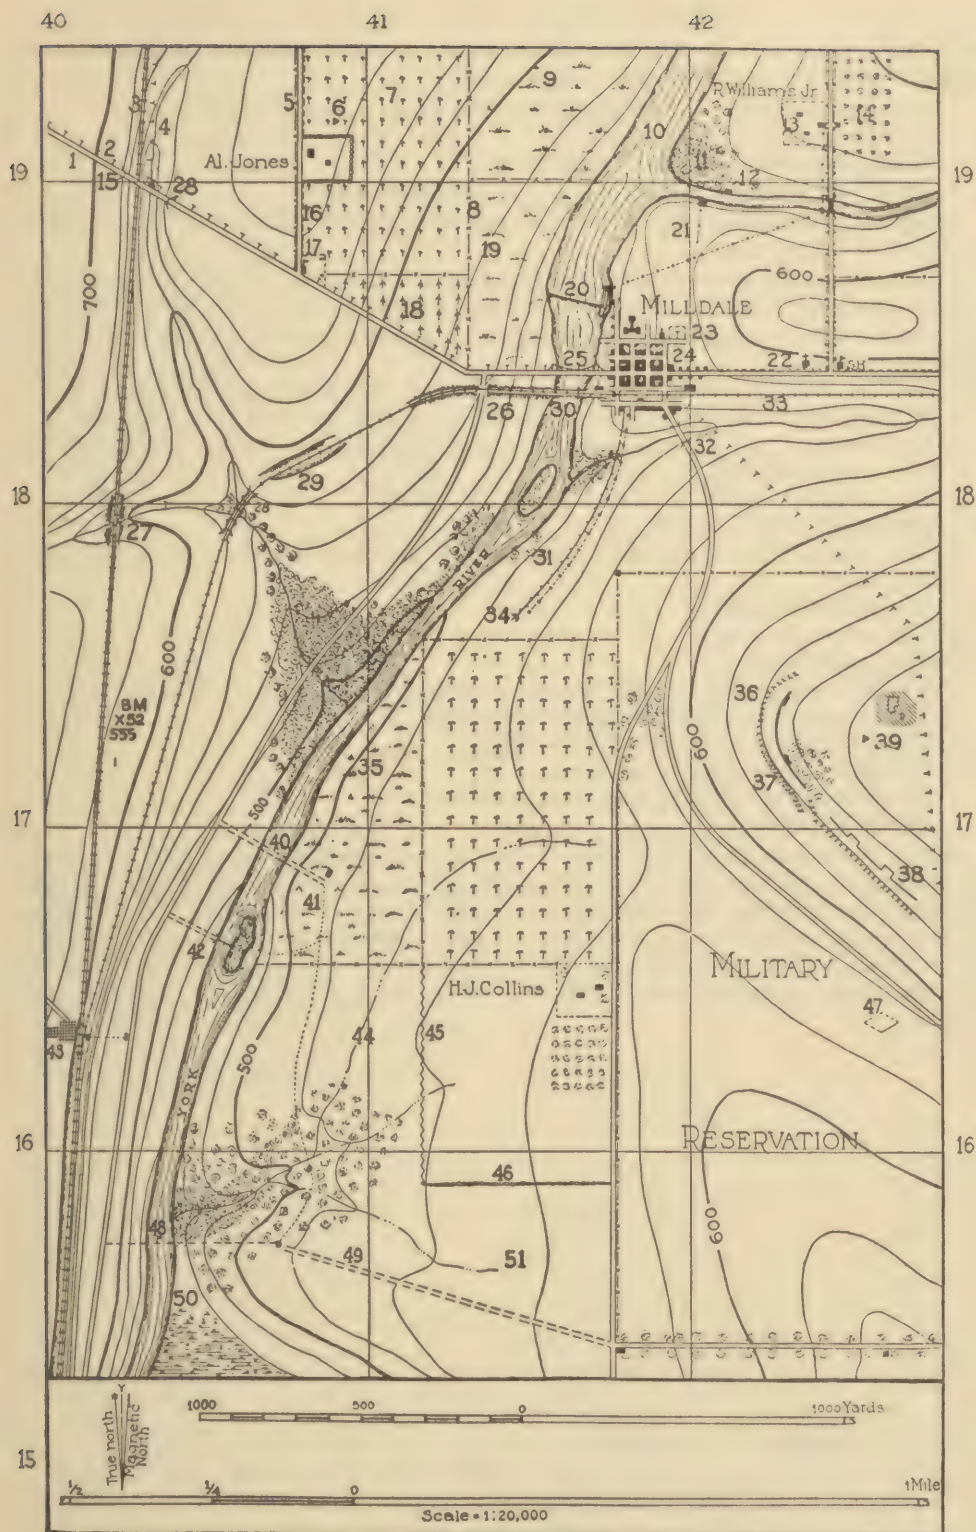 40 41 42
3 5 6 7 9 R. Williams Jr.
4 10 13 14
1 2 Al. Jones 11
19 15 28 12 19
16 8
17 19 21
700 20 600
18 MILLDALE
23
25 24 22 SH
26 30 33
32
29
18 28 18
27
31
RIVER
34
600
BM
X52
555
36
35 600 39
37
500
17 40 17
38
41
42 MILITARY
H.J. Collins
47
43 44 45
500
YORK
16 RESERVATION 16
46
600
48
49 51
50
Y
True north
Magnetic
North
1000 500 0 1000 Yards
15
1/2 1/4 0 1 Mile
Scale = 1:20,000